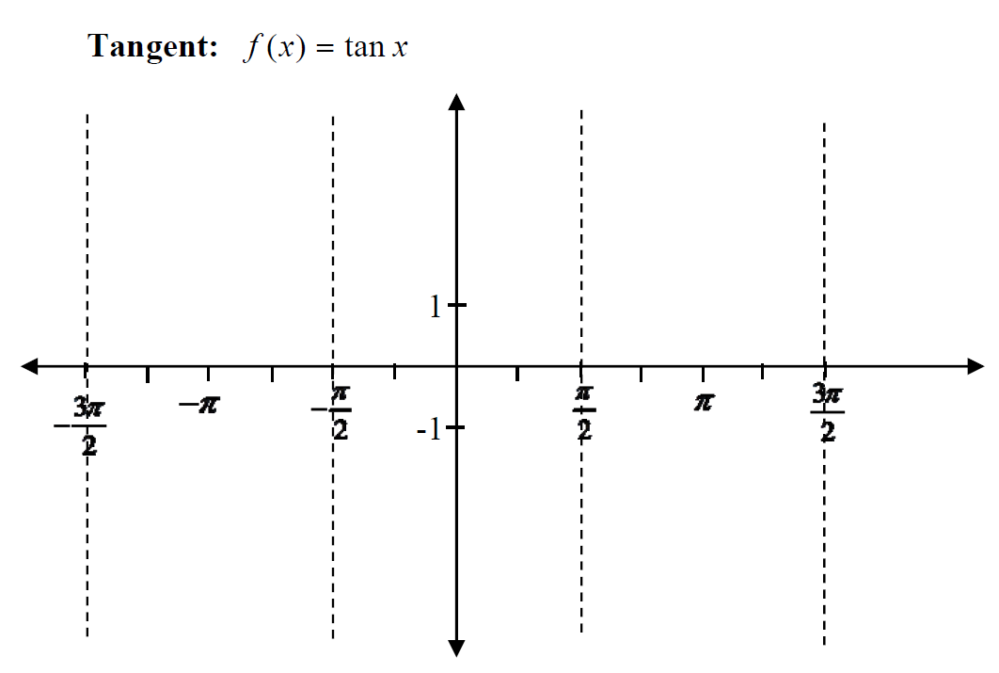 Tangent: f(x) = tan x
1
-1
-3π/2
-π
-π/2
π/2
π
3π/2